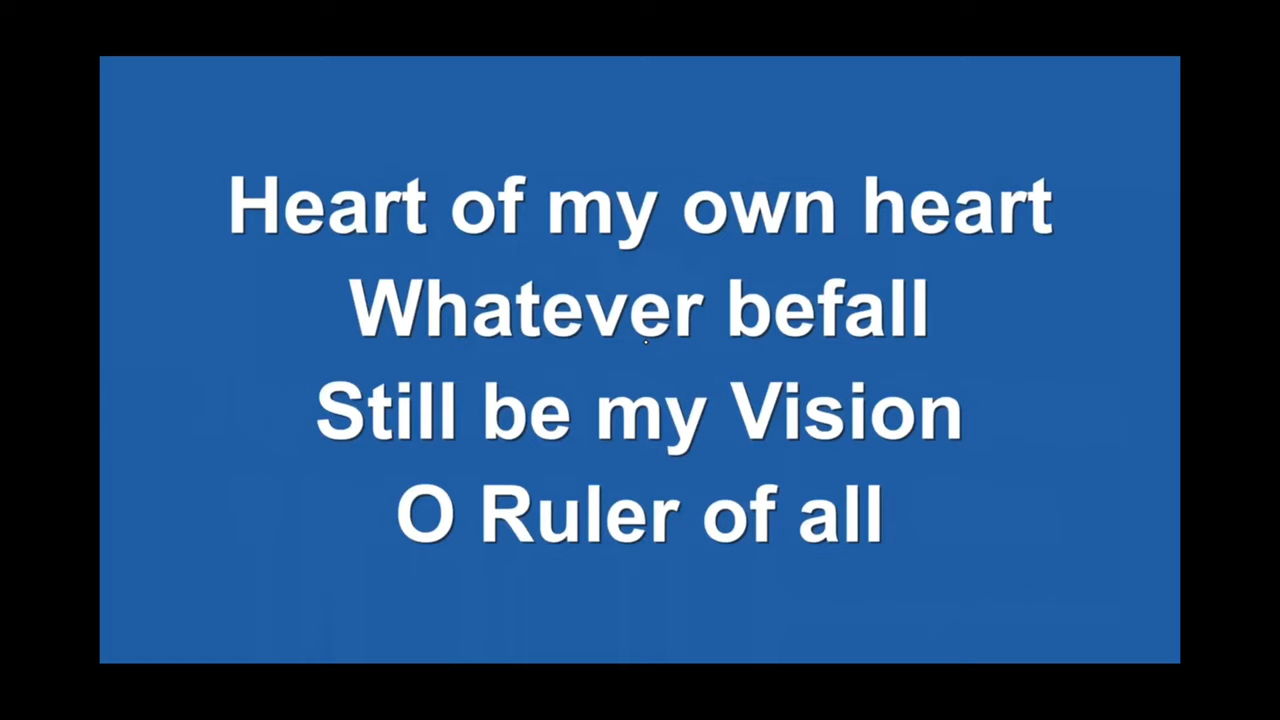 Heart of my own heart
Whatever befall
Still be my Vision
O Ruler of all